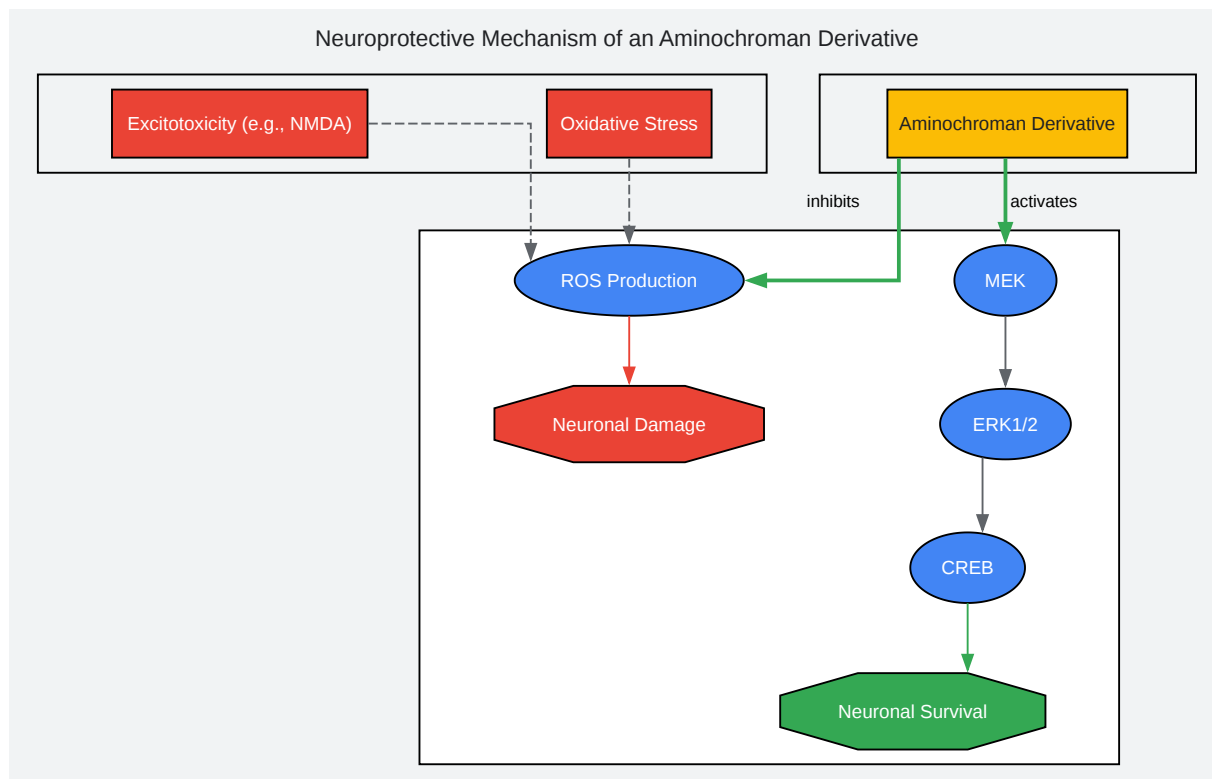 Neuroprotective Mechanism of an Aminochroman Derivative
Excitotoxicity (e.g., NMDA)
Oxidative Stress
Aminochroman Derivative
inhibits
activates
ROS Production
MEK
Neuronal Damage
ERK1/2
CREB
Neuronal Survival